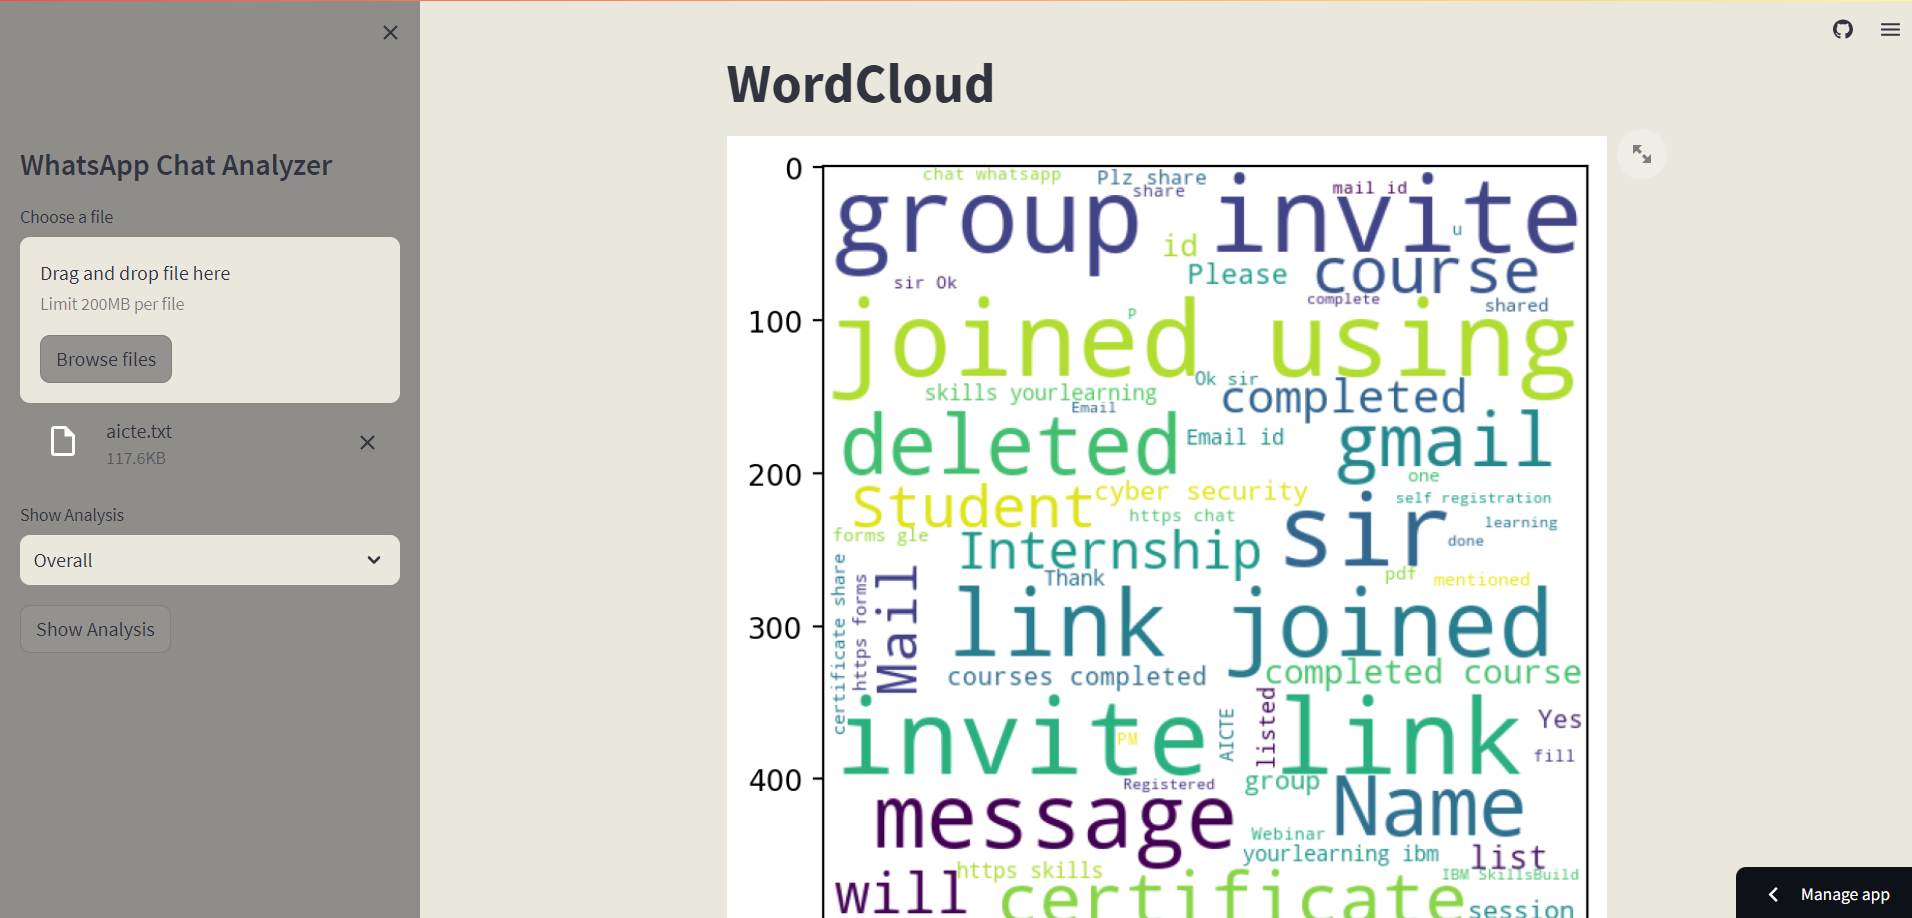 WhatsApp Chat Analyzer
Choose a file
Drag and drop file here
Limit 200MB per file
Browse files
aicte.txt
117.6KB
Show Analysis
Overall
Show Analysis
WordCloud
0
100
200
300
400
chat whatsapp
Plz share
share
mail id
group invite
u
id
Please
course
sir Ok
complete
shared
P
joined using
Ok sir
skills yourlearning
completed
Email
deleted
Email id
gmail
one
Student
cyber security
self registration
https chat
learning
forms gle
Internship
sir
done
Thank
pdf
mentioned
certificate share
https forms
Mail
link joined
courses completed
completed course
invite
PM
AICTE
listed
link
Yes
fill
Registered
group
message
Name
Webinar
yourlearning ibm
list
https skills
IBM SkillsBuild
will
certificate
session
Manage app